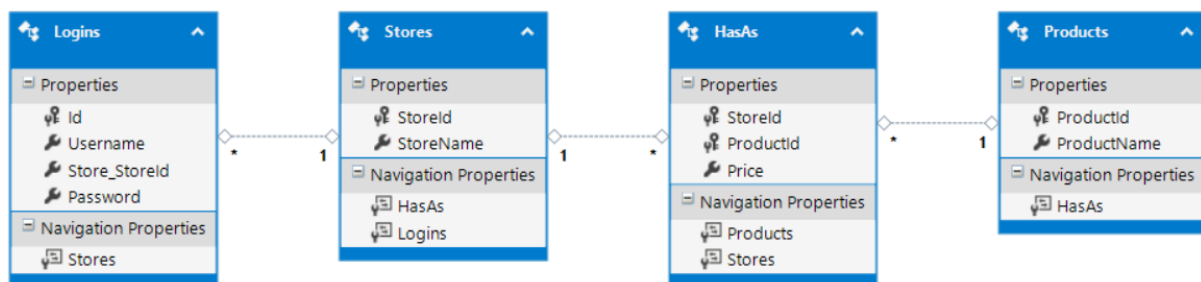 Logins
Properties
Id
Username
Store_StoreId
Password
Navigation Properties
Stores
* 1
Stores
Properties
StoreId
StoreName
Navigation Properties
HasAs
Logins
1 *
HasAs
Properties
StoreId
ProductId
Price
Navigation Properties
Products
Stores
* 1
Products
Properties
ProductId
ProductName
Navigation Properties
HasAs